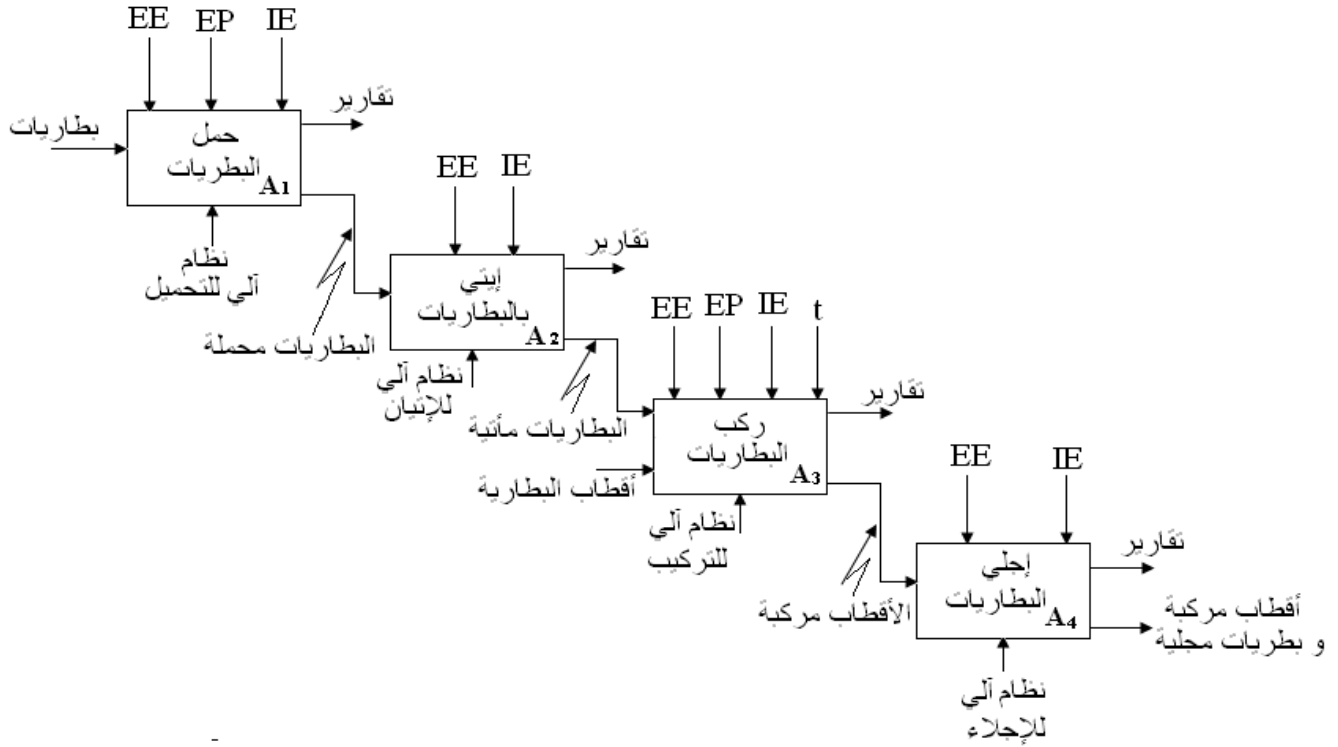 EE EP IE
تقارير
بطاريات
حمل
البطريات
A1
نظام
آلي للتحميل
البطاريات محملة
EE IE
تقارير
إيتي
بالبطاريات
A2
نظام آلي
للإتيان
البطاريات مأتية
EE EP IE t
تقارير
ركب
البطاريات
A3
أقطاب البطارية
نظام آلي
للتركيب
الأقطاب مركبة
EE IE
تقارير
إجلي
البطاريات
A4
أقطاب مركبة
و بطريات مجلية
نظام آلي
للإجلاء